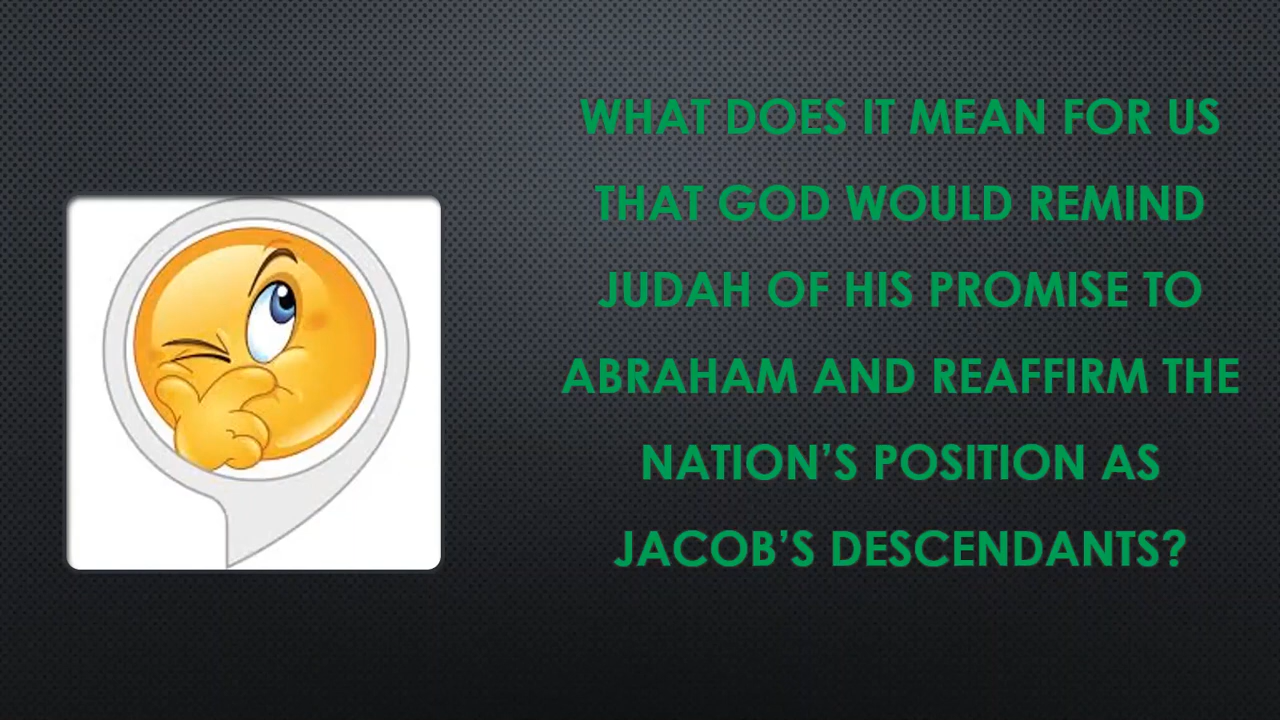 WHAT DOES IT MEAN FOR US
THAT GOD WOULD REMIND
JUDAH OF HIS PROMISE TO
ABRAHAM AND REAFFIRM THE
NATION’S POSITION AS
JACOB’S DESCENDANTS?